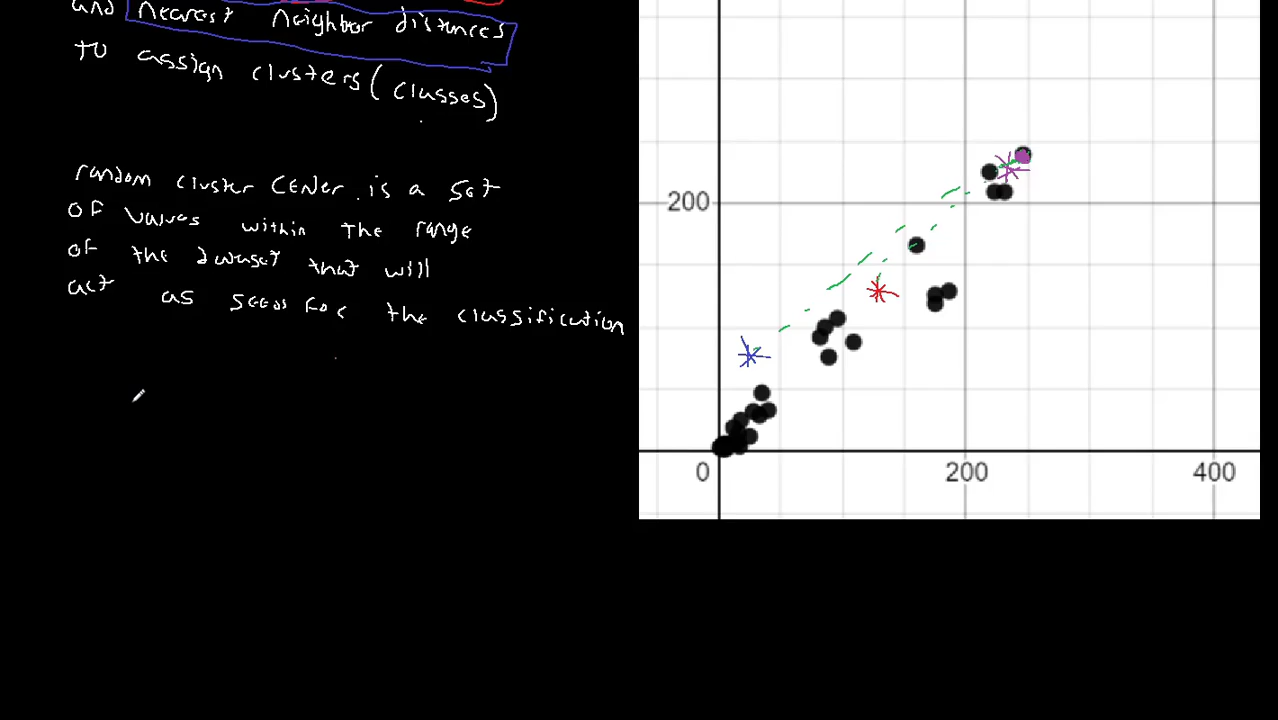 and nearest neighbor distances
to assign clusters (classes)
random cluster center is a set
of values within the range
of the dataset that will
act as seeds for the classification
200
0
200
400